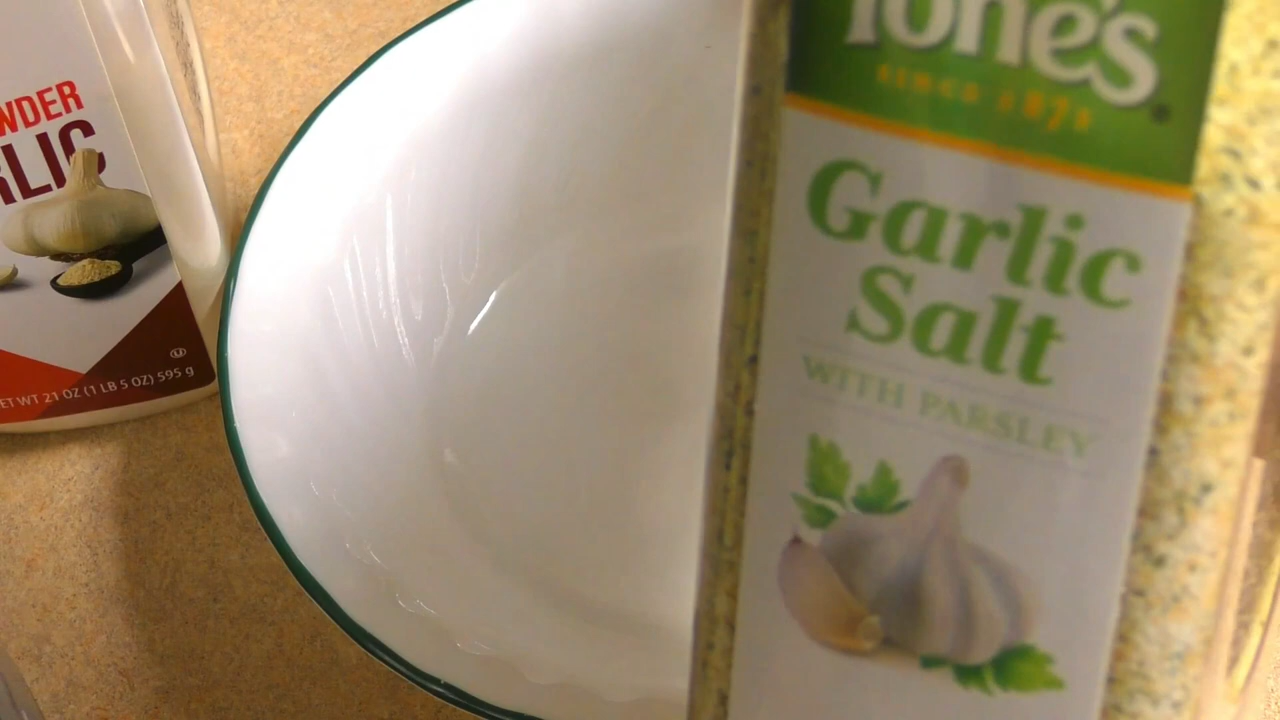 WDER
RLIC
ET WT 21 OZ (1 LB 5 OZ) 595 g
Tone's
SINCE 1873
Garlic
Salt
WITH PARSLEY